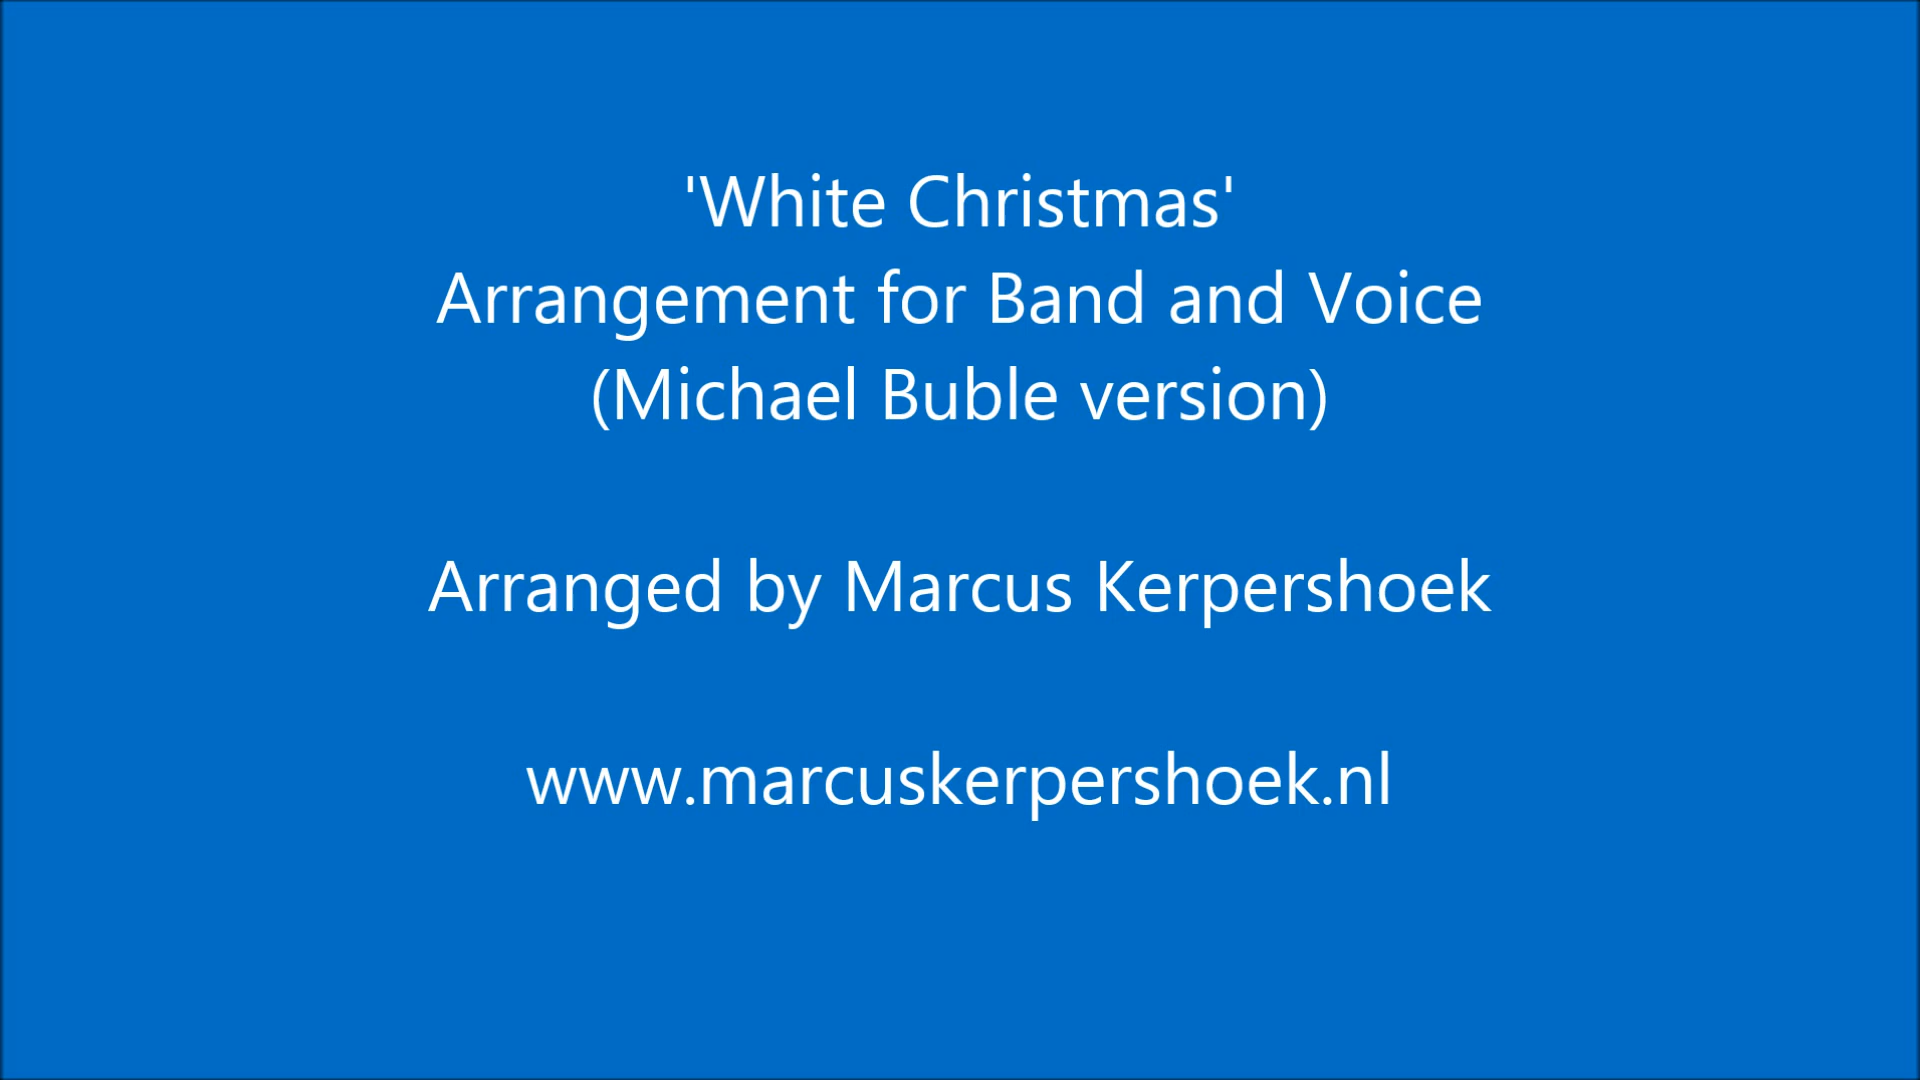 'White Christmas'
Arrangement for Band and Voice
(Michael Buble version)
Arranged by Marcus Kerpershoek
www.marcuskerpershoek.nl